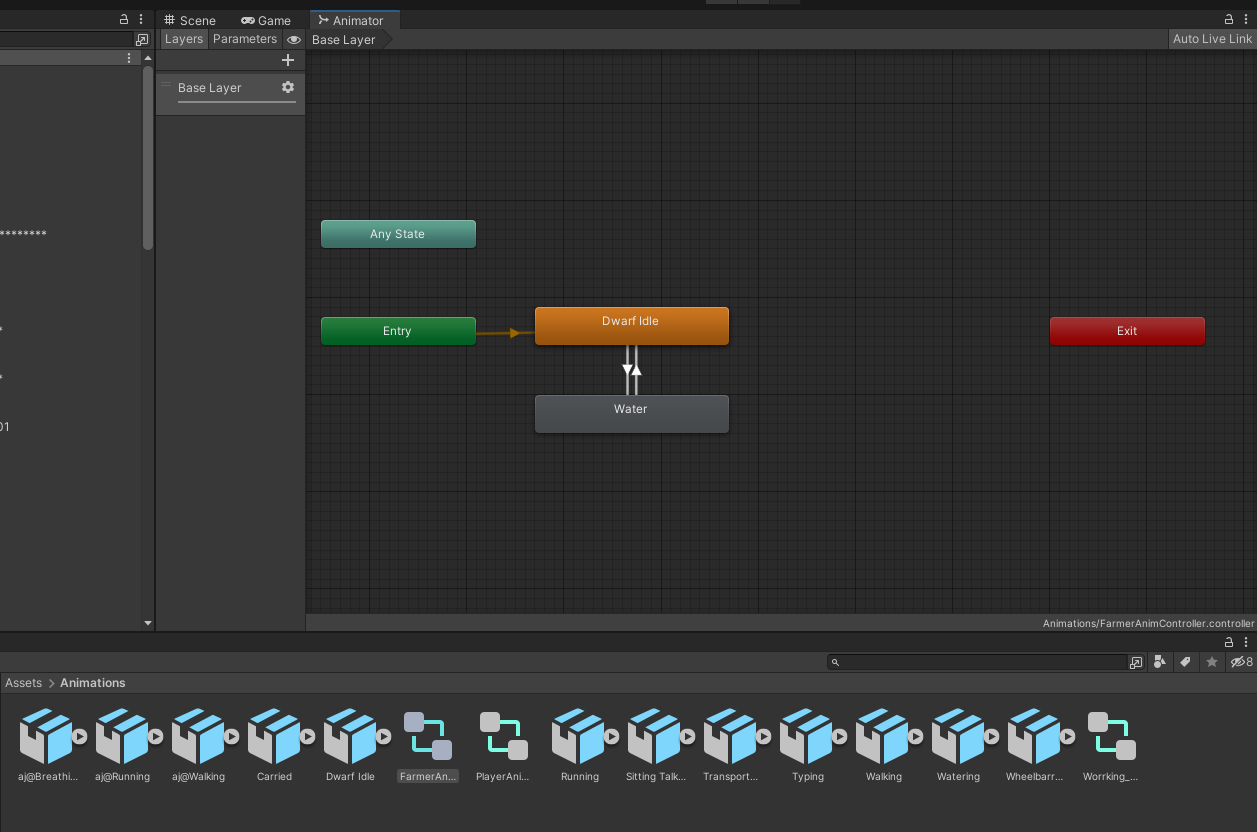 Scene Game Animator
Layers Parameters Base Layer Auto Live Link
Base Layer
Any State
********
Dwarf Idle
Entry Exit
*
*
Water
01
Animations/FarmerAnimController.controller
8
Assets > Animations
aj@Breathi... aj@Running aj@Walking Carried Dwarf Idle FarmerAn... PlayerAni... Running Sitting Talk... Transport... Typing Walking Watering Wheelbarr... Worrking_...